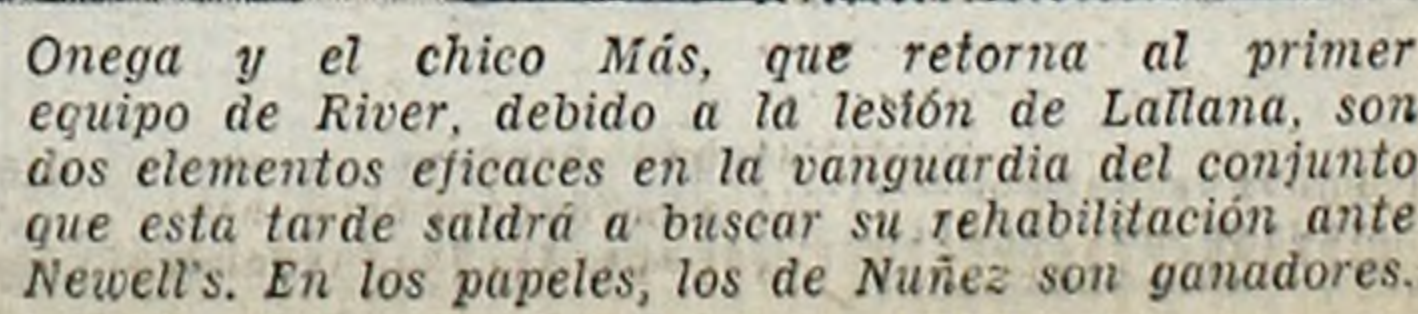 Onega y el chico Más, que retorna al primer
equipo de River, debido a la lesión de Lallana, son
dos elementos eficaces en la vanguardia del conjunto
que esta tarde saldrá a buscar su rehabilitación ante
Newell's. En los papeles, los de Nuñez son ganadores.